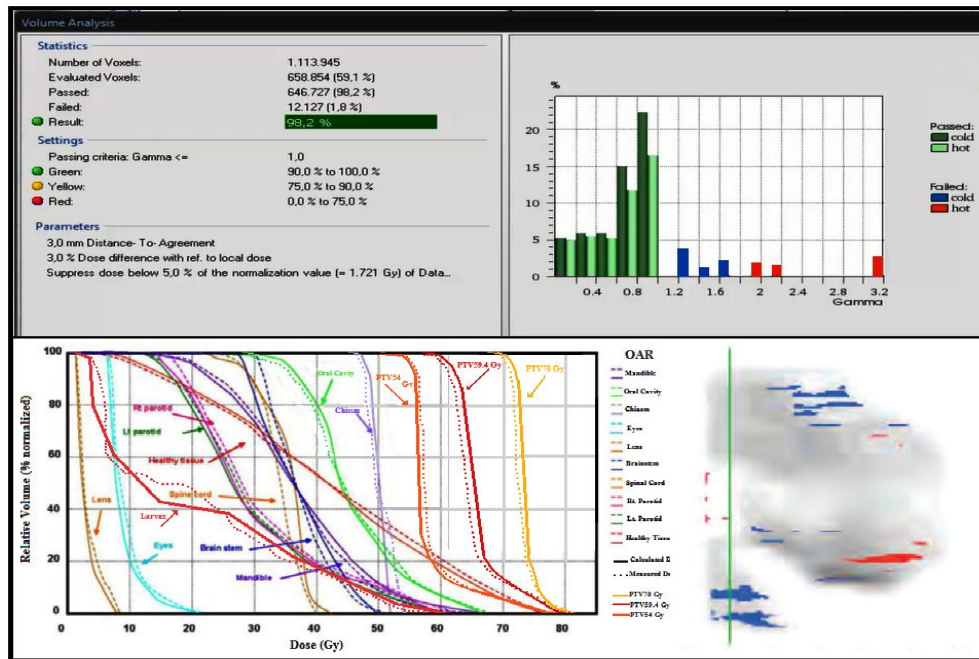 Volume Analysis
Statistics
Number of Voxels: 1.113.945
Evaluated Voxels: 658.854 (59,1 %)
Passed: 646.727 (98,2 %)
Failed: 12.127 (1,8 %)
Result: 98,2 %
Settings
Passing criteria: Gamma <= 1,0
Green: 90,0 % to 100,0 %
Yellow: 75,0 % to 90,0 %
Red: 0,0 % to 75,0 %
Parameters
3,0 mm Distance- To- Agreement
3,0 % Dose difference with ref. to local dose
Suppress dose below 5,0 % of the normalization value (= 1.721 Gy) of Data...
%
20
15
10
5
0
0.4 0.8 1.2 1.6 2 2.4 2.8 3.2
Gamma
Passed:
cold
hot
Failed:
cold
hot
100
80
60
40
20
0
Relative Volume (% normalized)
0 10 20 30 40 50 60 70 80
Dose (Gy)
Oral Cavity
Chiasm
PTV54
Gy
PTV59.4 Gy
PTV70 Gy
Rt parotid
Lt parotid
Healthy tissue
Spine cord
Lens
Larvax
Eyes
Brain stem
Mandible
OAR
Mandible
Oral Cavity
Chiasm
Eyes
Lens
Brainstem
Spinal Cord
Rt. Parotid
Lt. Parotid
Healthy Tissu
Calculated D
Measured Do
PTV70 Gy
PTV59.4 Gy
PTV54 Gy